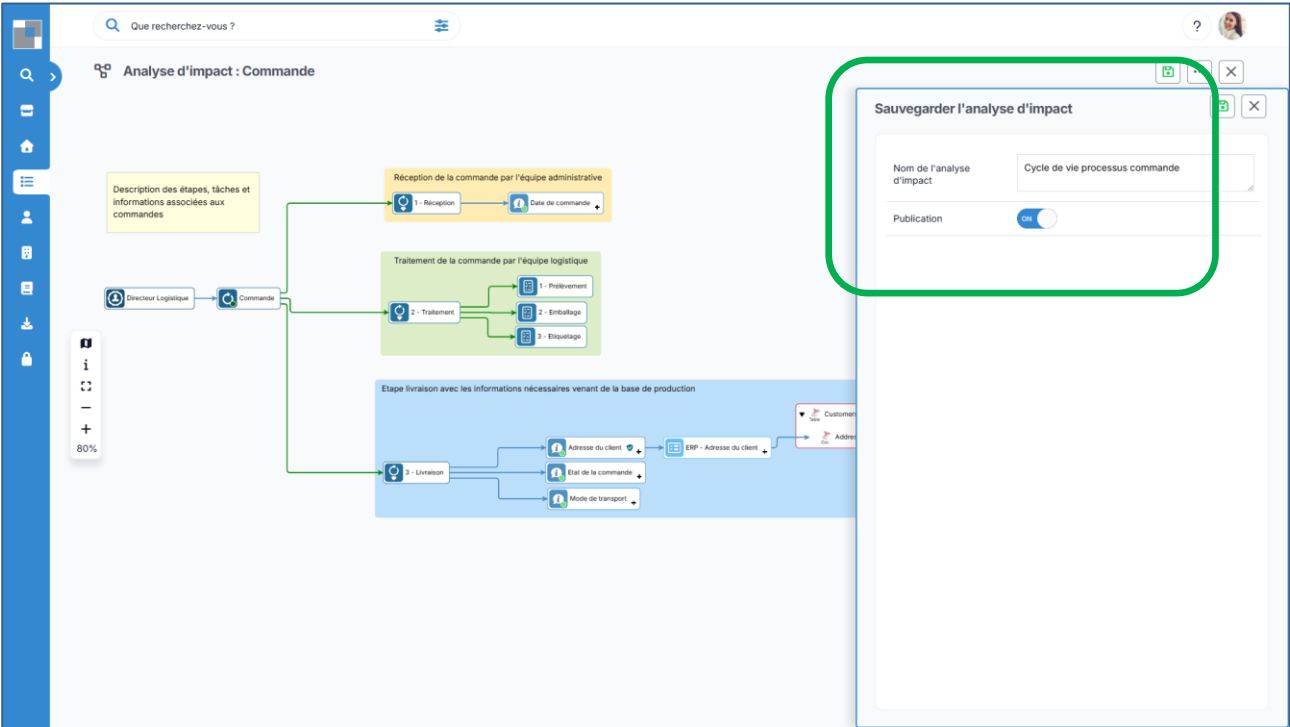 Que recherchez-vous ?
?
Analyse d'impact : Commande
Sauvegarder l'analyse d'impact
Nom de l'analyse
d'impact
Cycle de vie processus commande
Publication
ON
Description des étapes, tâches et
informations associées aux
commandes
Réception de la commande par l'équipe administrative
1 - Réception
Date de commande
Traitement de la commande par l'équipe logistique
1 - Prélèvement
Directeur Logistique
Commande
2 - Traitement
2 - Emballage
3 - Etiquetage
i
80%
Etape livraison avec les informations nécessaires venant de la base de production
Table
Customers
Adresse du client
ERP - Adresse du client
Col.
3 - Livraison
Etat de la commande
Mode de transport